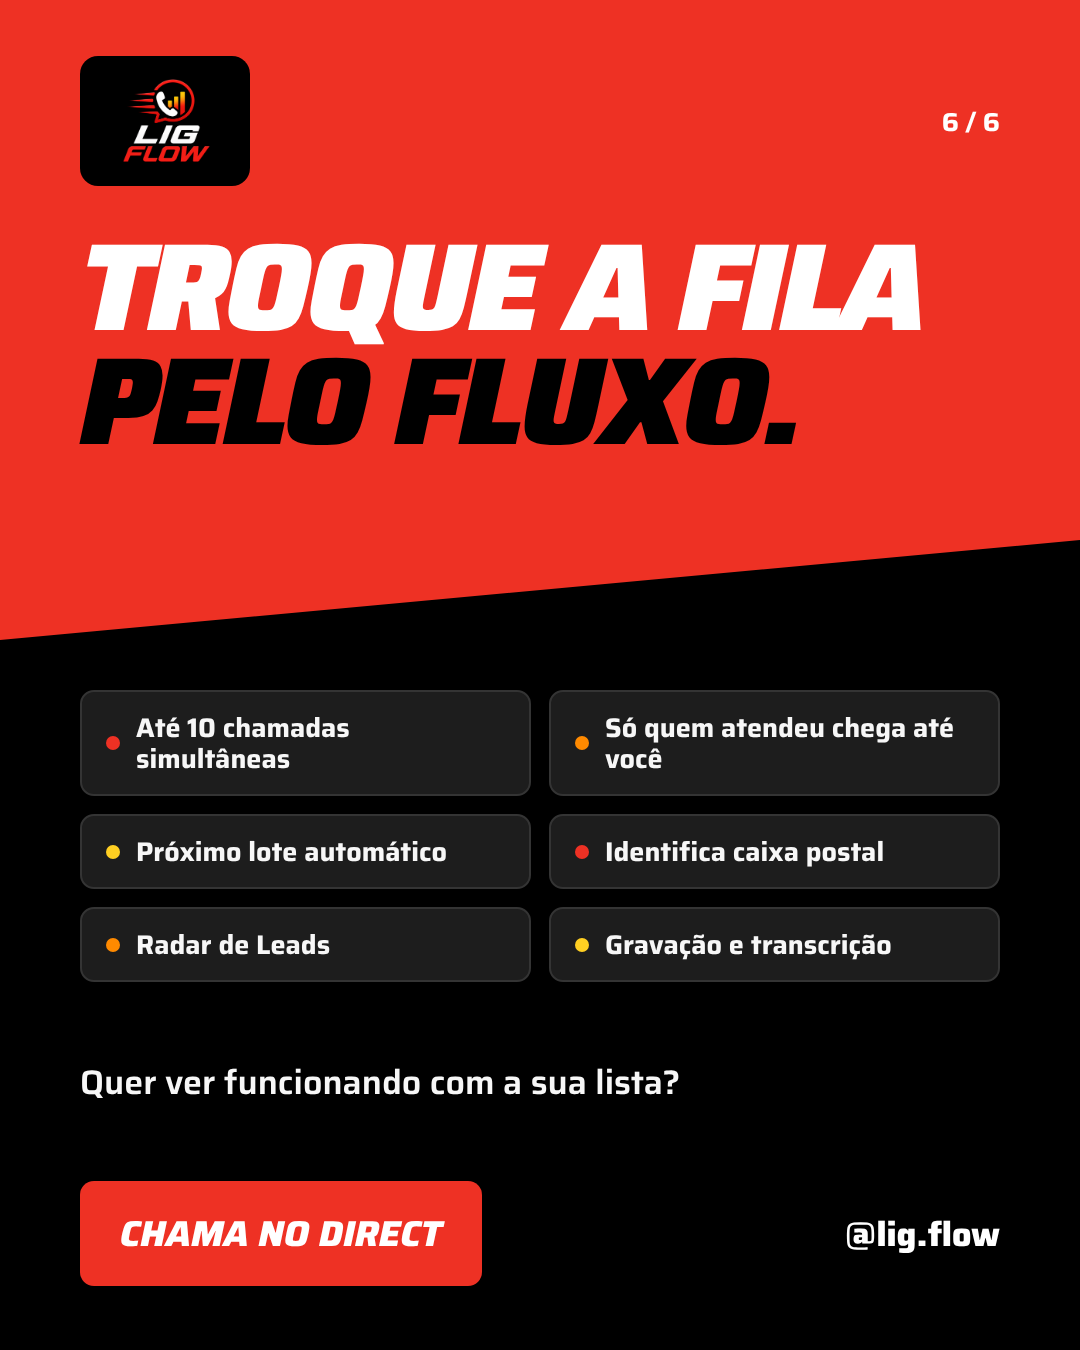 LIG
FLOW
6 / 6
TROQUE A FILA
PELO FLUXO.
Até 10 chamadas
simultâneas
Só quem atendeu chega até
você
Próximo lote automático
Identifica caixa postal
Radar de Leads
Gravação e transcrição
Quer ver funcionando com a sua lista?
CHAMA NO DIRECT
@lig.flow